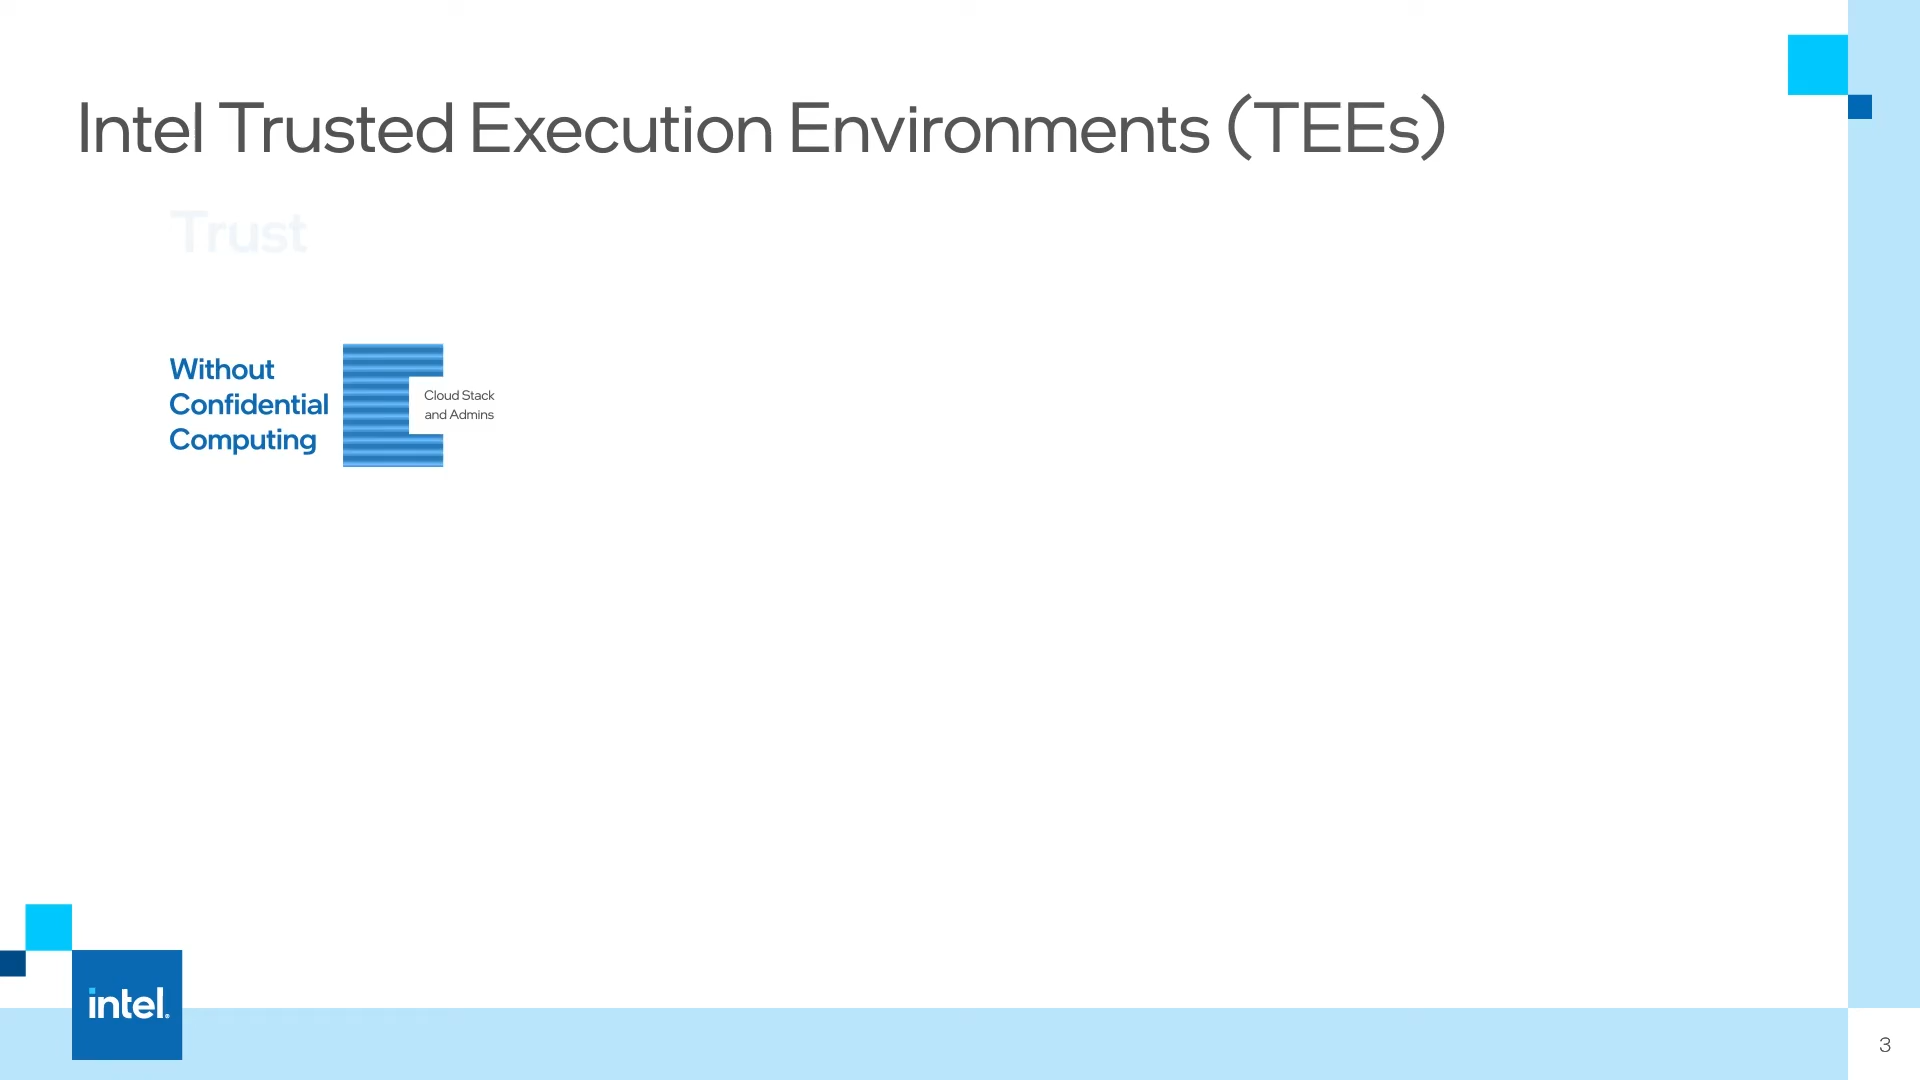 Intel Trusted Execution Environments (TEEs)
Trust
Without
Confidential
Computing
Cloud Stack
and Admins
intel.
3